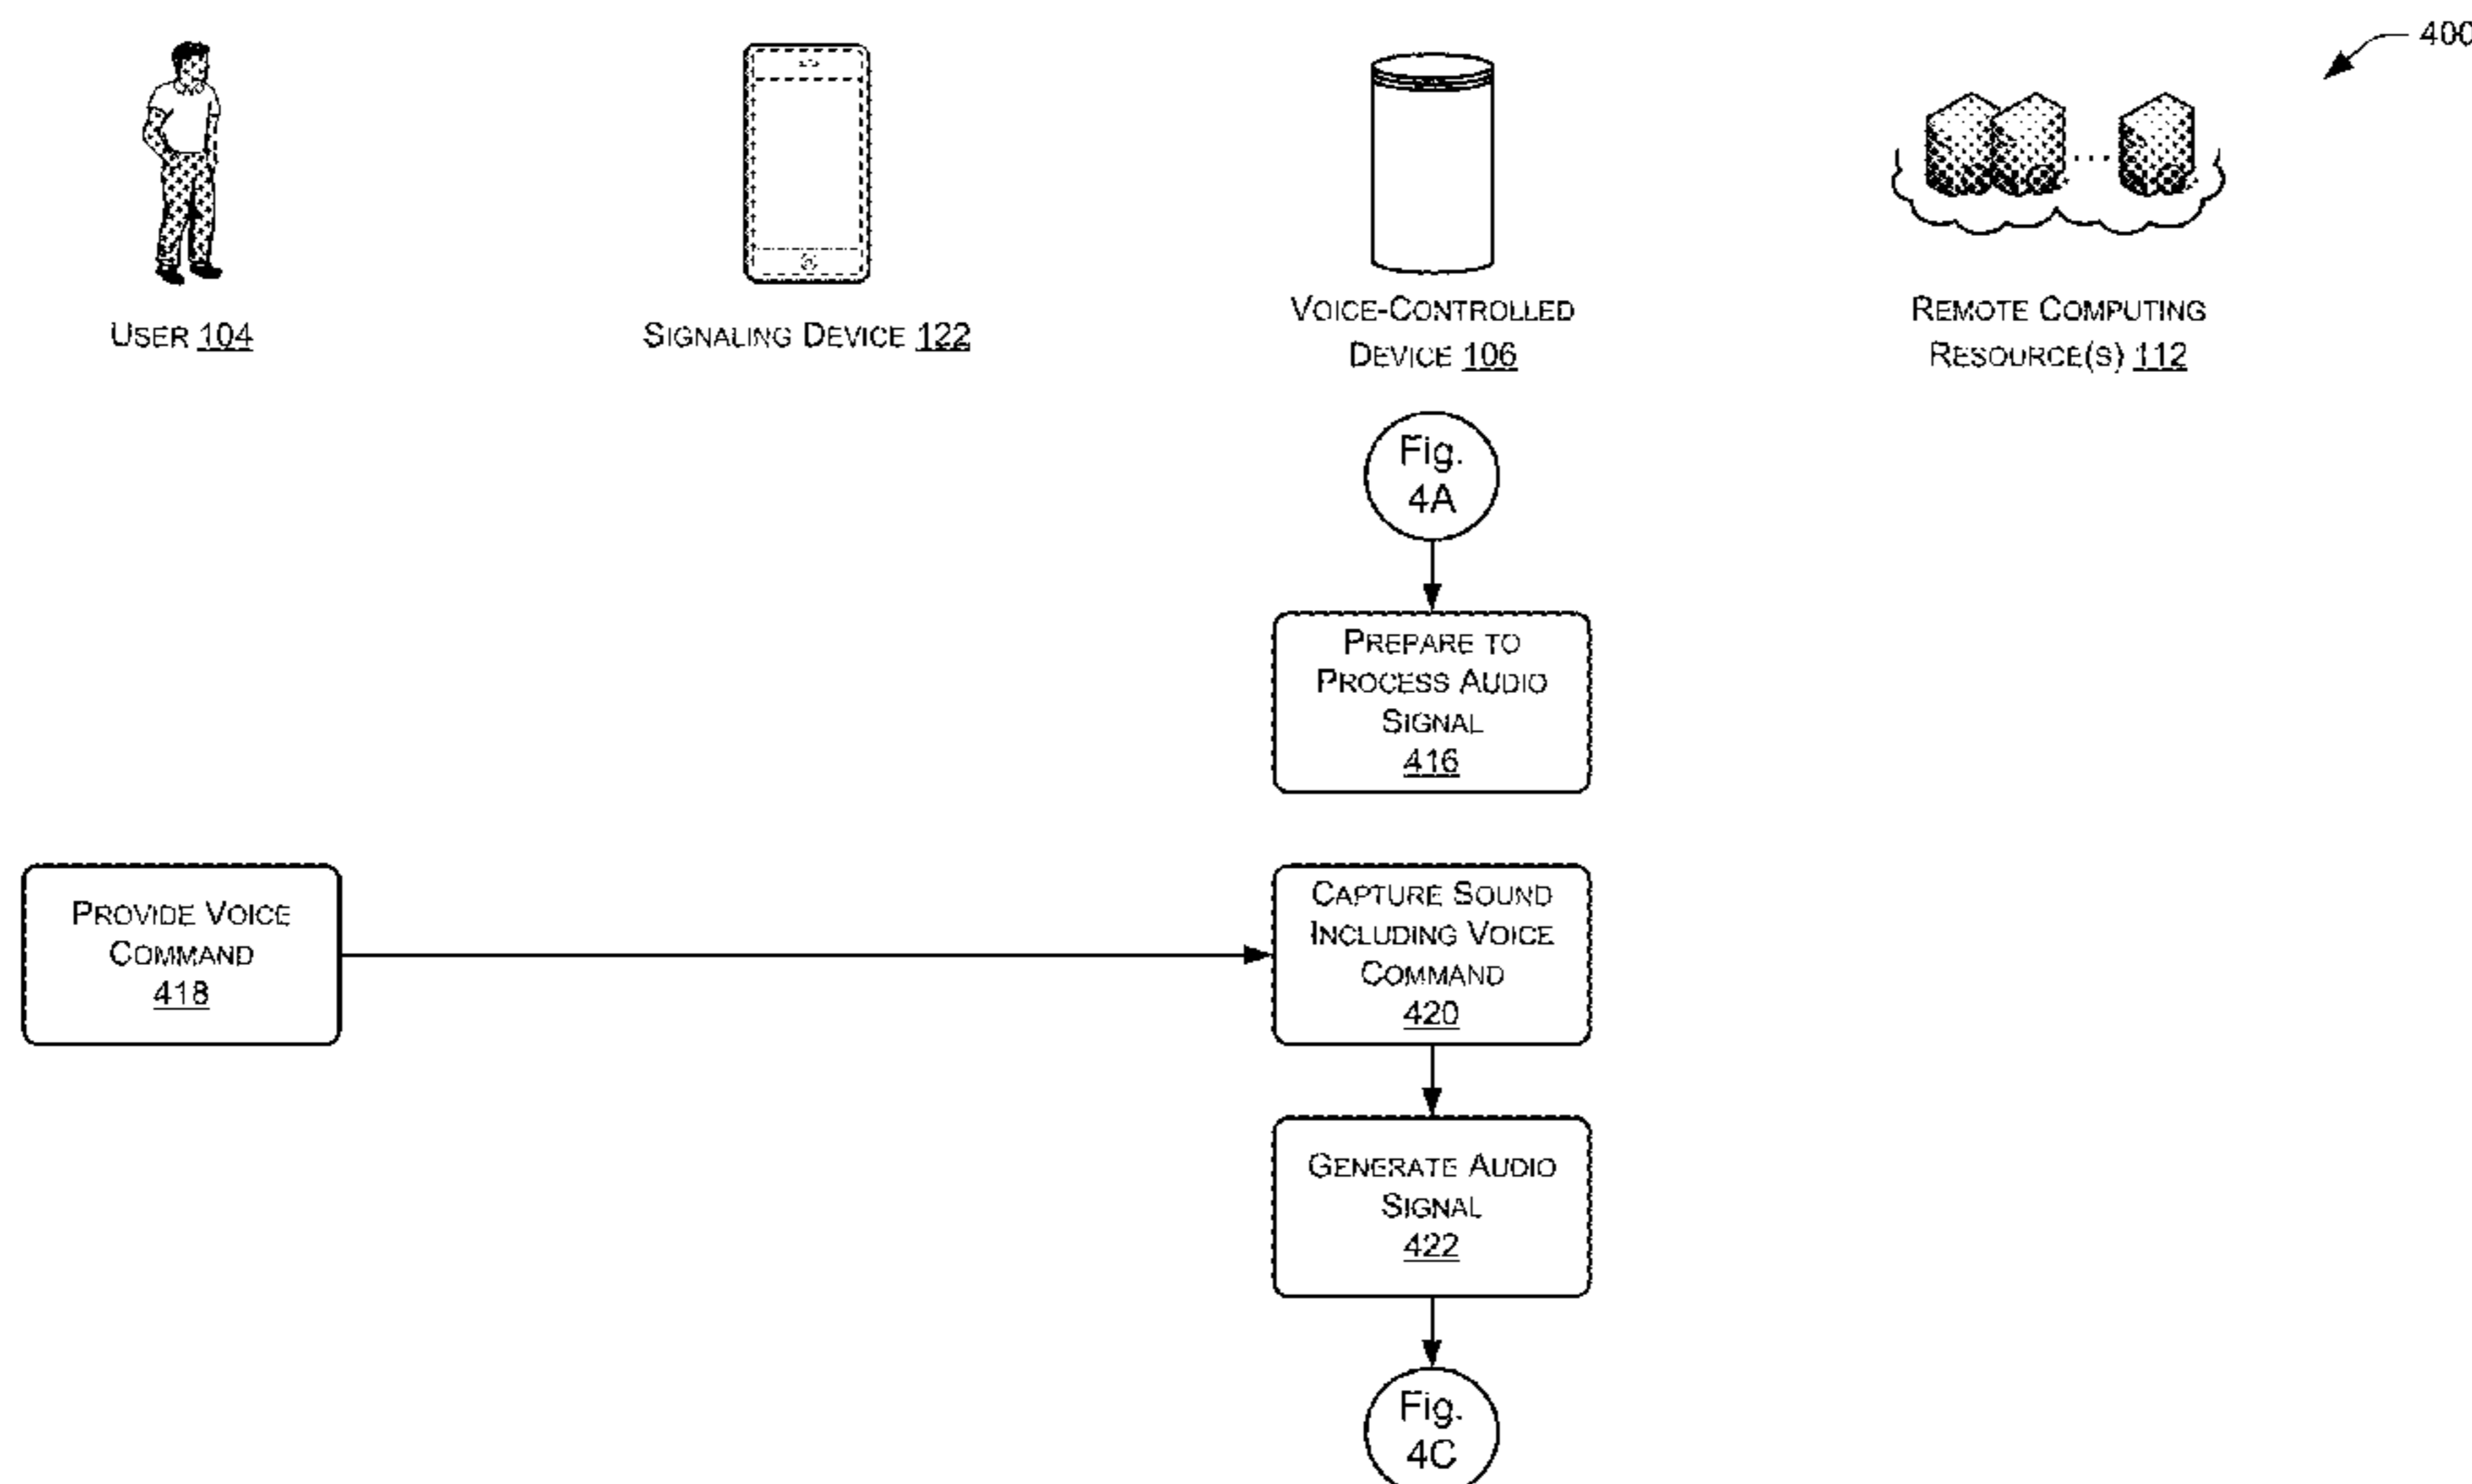 400
USER 104
SIGNALING DEVICE 122
VOICE-CONTROLLED
DEVICE 106
REMOTE COMPUTING
RESOURCE(S) 112
Fig.
4A
PREPARE TO
PROCESS AUDIO
SIGNAL
416
PROVIDE VOICE
COMMAND
418
CAPTURE SOUND
INCLUDING VOICE
COMMAND
420
GENERATE AUDIO
SIGNAL
422
Fig.
4C